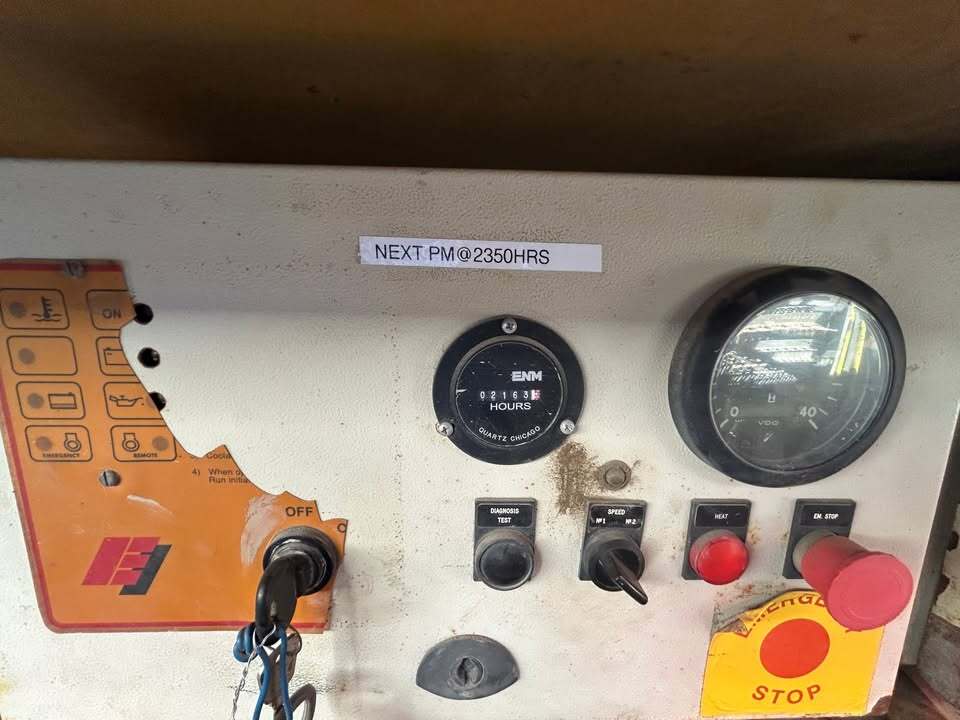 NEXT PM@2350HRS
ON
ENM
02163
HOURS
QUARTZ CHICAGO
0
40
VDO
EMERGENCY
REMOTE
4) When
Run initia
OFF
DIAGNOSIS
TEST
SPEED
Nº1 Nº2
HEAT
EM. STOP
STOP